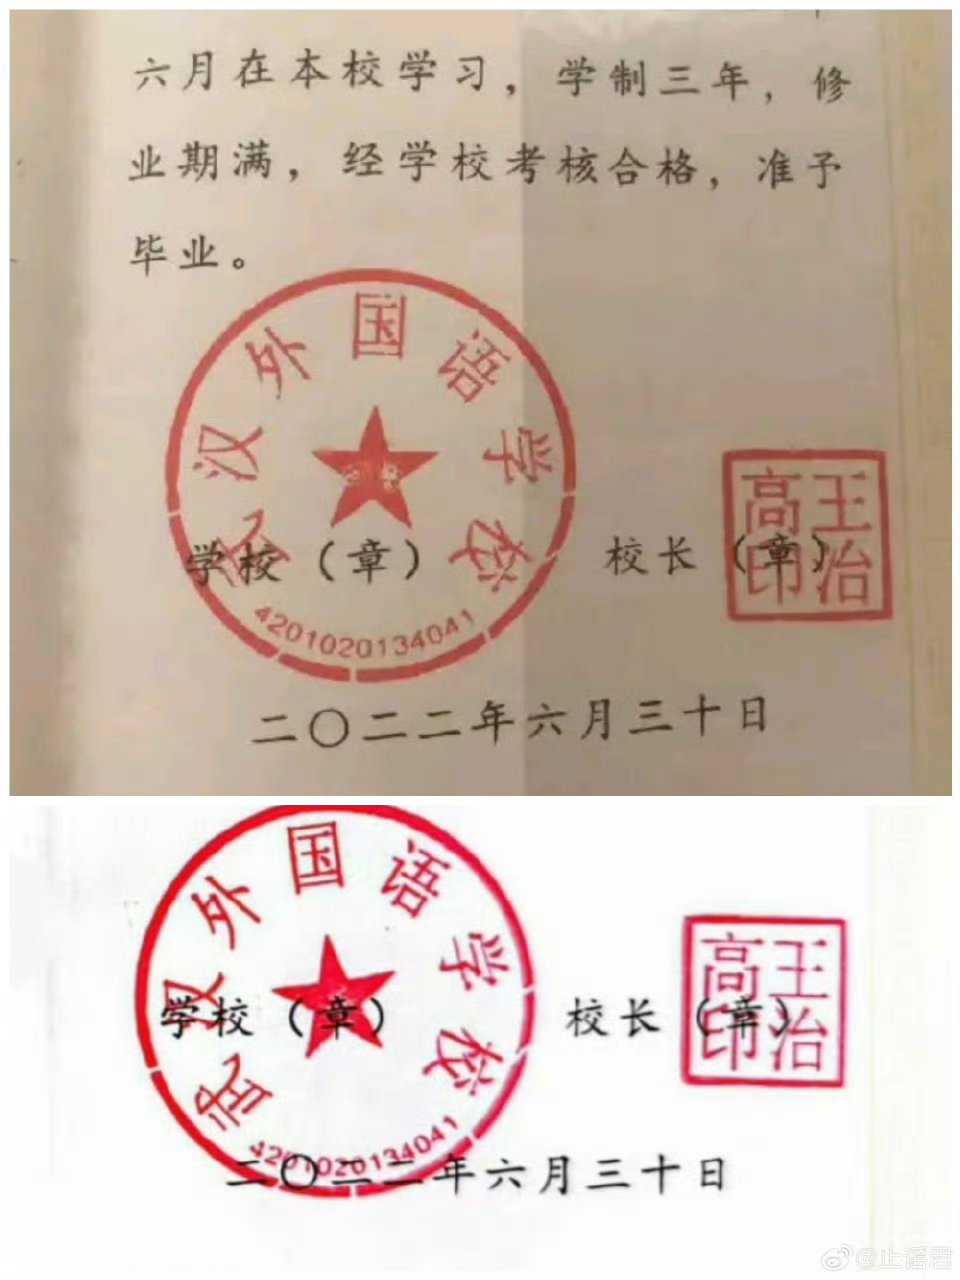 六月在本校学习，学制三年，修
业期满，经学校考核合格，准予
毕业。
武汉外国语学校
学校（章）
校长（章）
王治高印
4201020134041
二〇二二年六月三十日
武汉外国语学校
学校（章）
校长（章）
王治高印
4201020134041
二〇二二年六月三十日
@止谣君